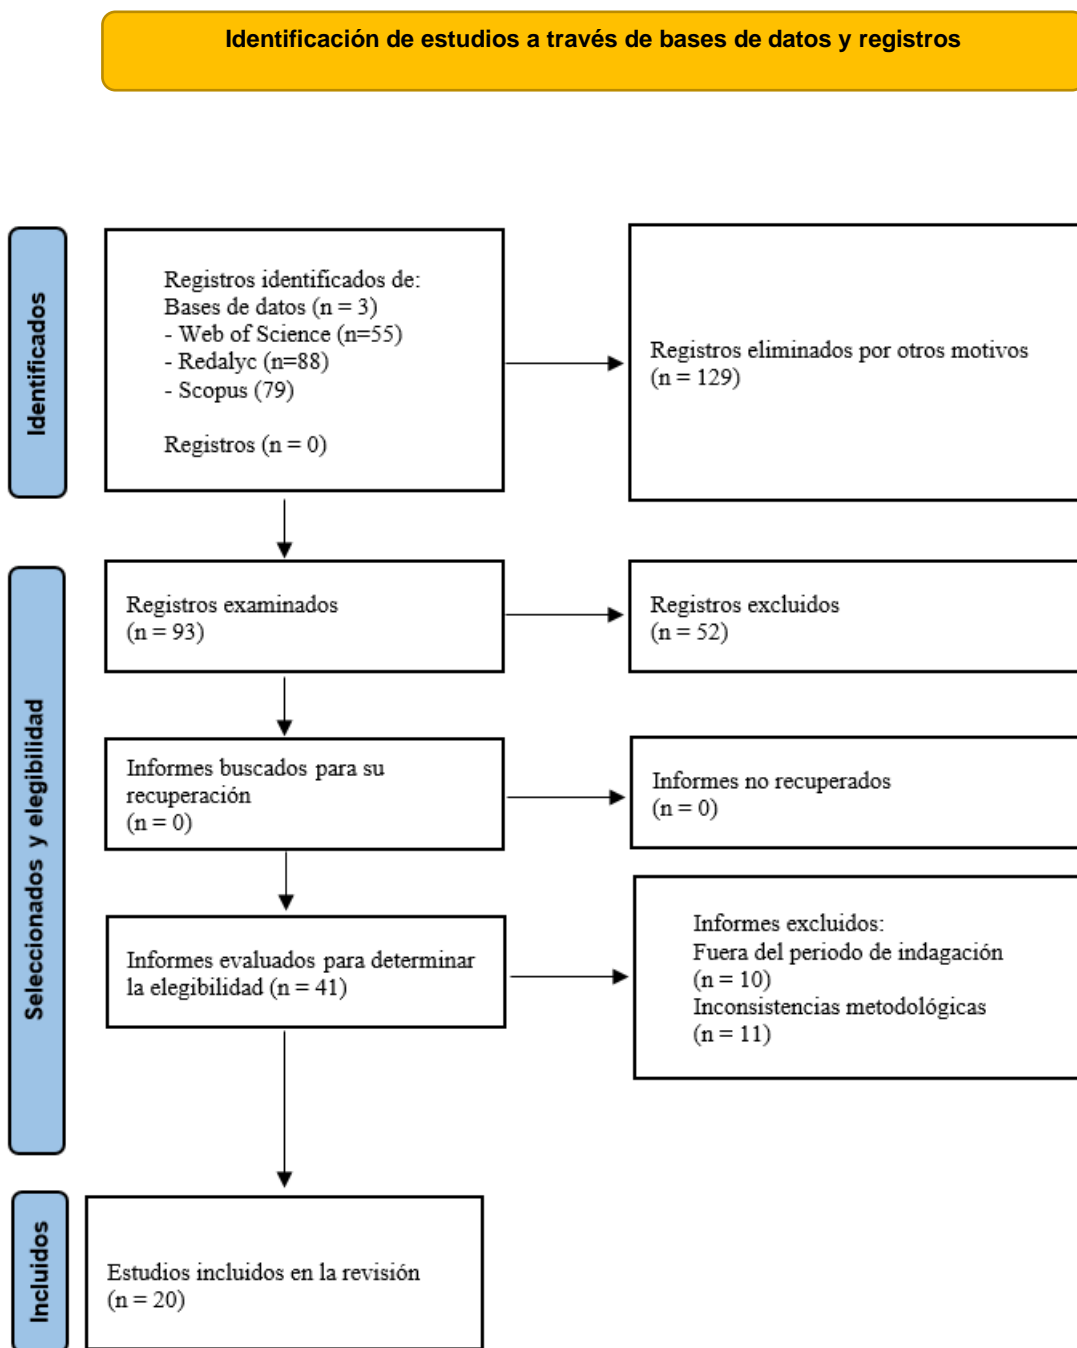 Identificación de estudios a través de bases de datos y registros
Identificados
Registros identificados de:
Bases de datos (n = 3)
- Web of Science (n=55)
- Redalyc (n=88)
- Scopus (79)
Registros (n = 0)
Registros eliminados por otros motivos
(n = 129)
Seleccionados y elegibilidad
Registros examinados
(n = 93)
Registros excluidos
(n = 52)
Informes buscados para su
recuperación
(n = 0)
Informes no recuperados
(n = 0)
Informes evaluados para determinar
la elegibilidad (n = 41)
Informes excluidos:
Fuera del periodo de indagación
(n = 10)
Inconsistencias metodológicas
(n = 11)
Incluidos
Estudios incluidos en la revisión
(n = 20)